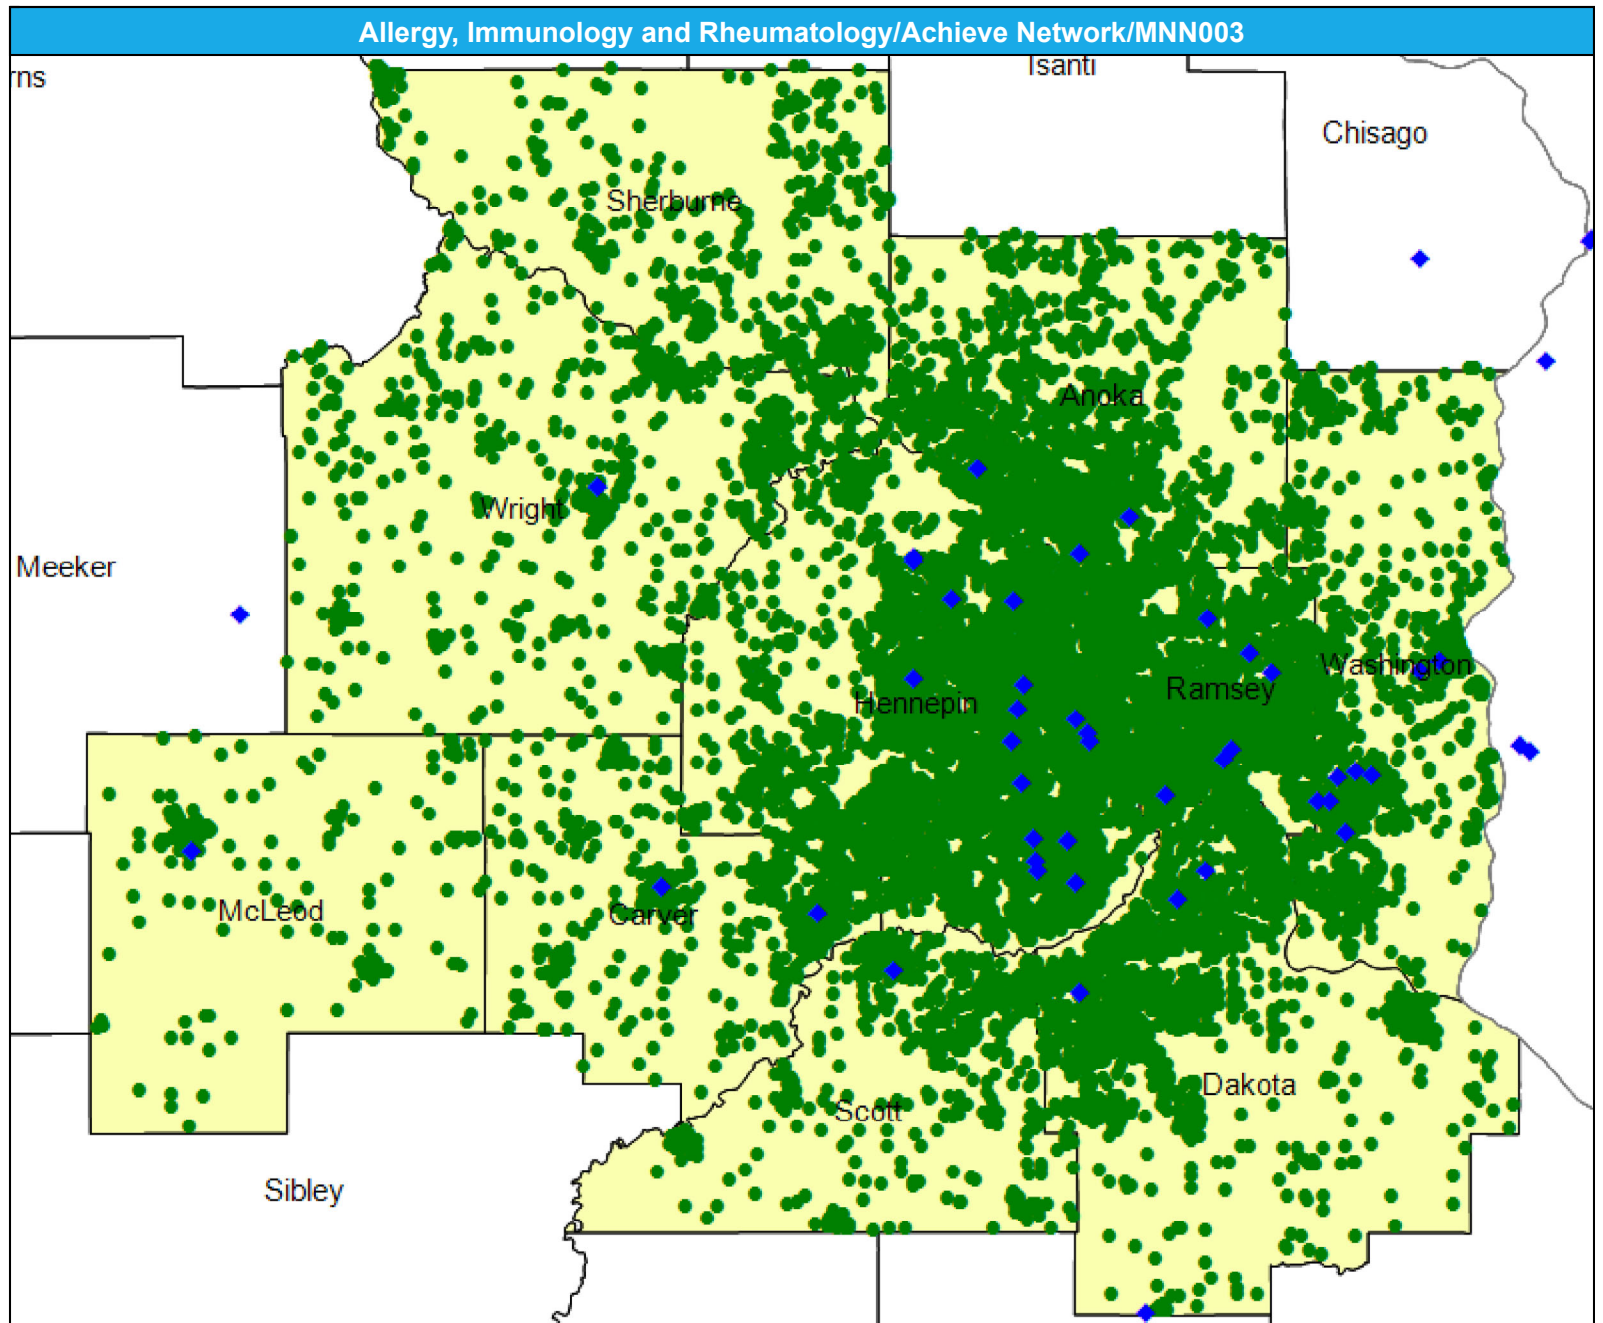 Allergy, Immunology and Rheumatology/Achieve Network/MNN003
rns
Isanti
Chisago
Sherburne
Anoka
Wright
Meeker
Washington
Ramsey
Hennepin
McLeod
Carver
Dakota
Scott
Sibley